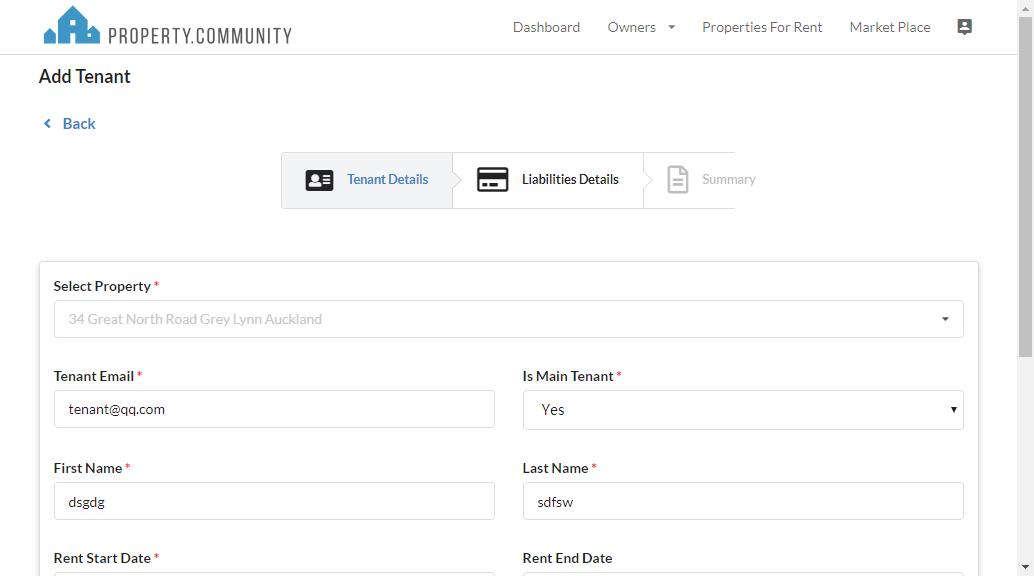 PROPERTY.COMMUNITY
Dashboard Owners Properties For Rent Market Place
Add Tenant
Back
Tenant Details Liabilities Details Summary
Select Property *
34 Great North Road Grey Lynn Auckland
Tenant Email * Is Main Tenant *
tenant@qq.com Yes
First Name * Last Name *
dsgdg sdfsw
Rent Start Date * Rent End Date